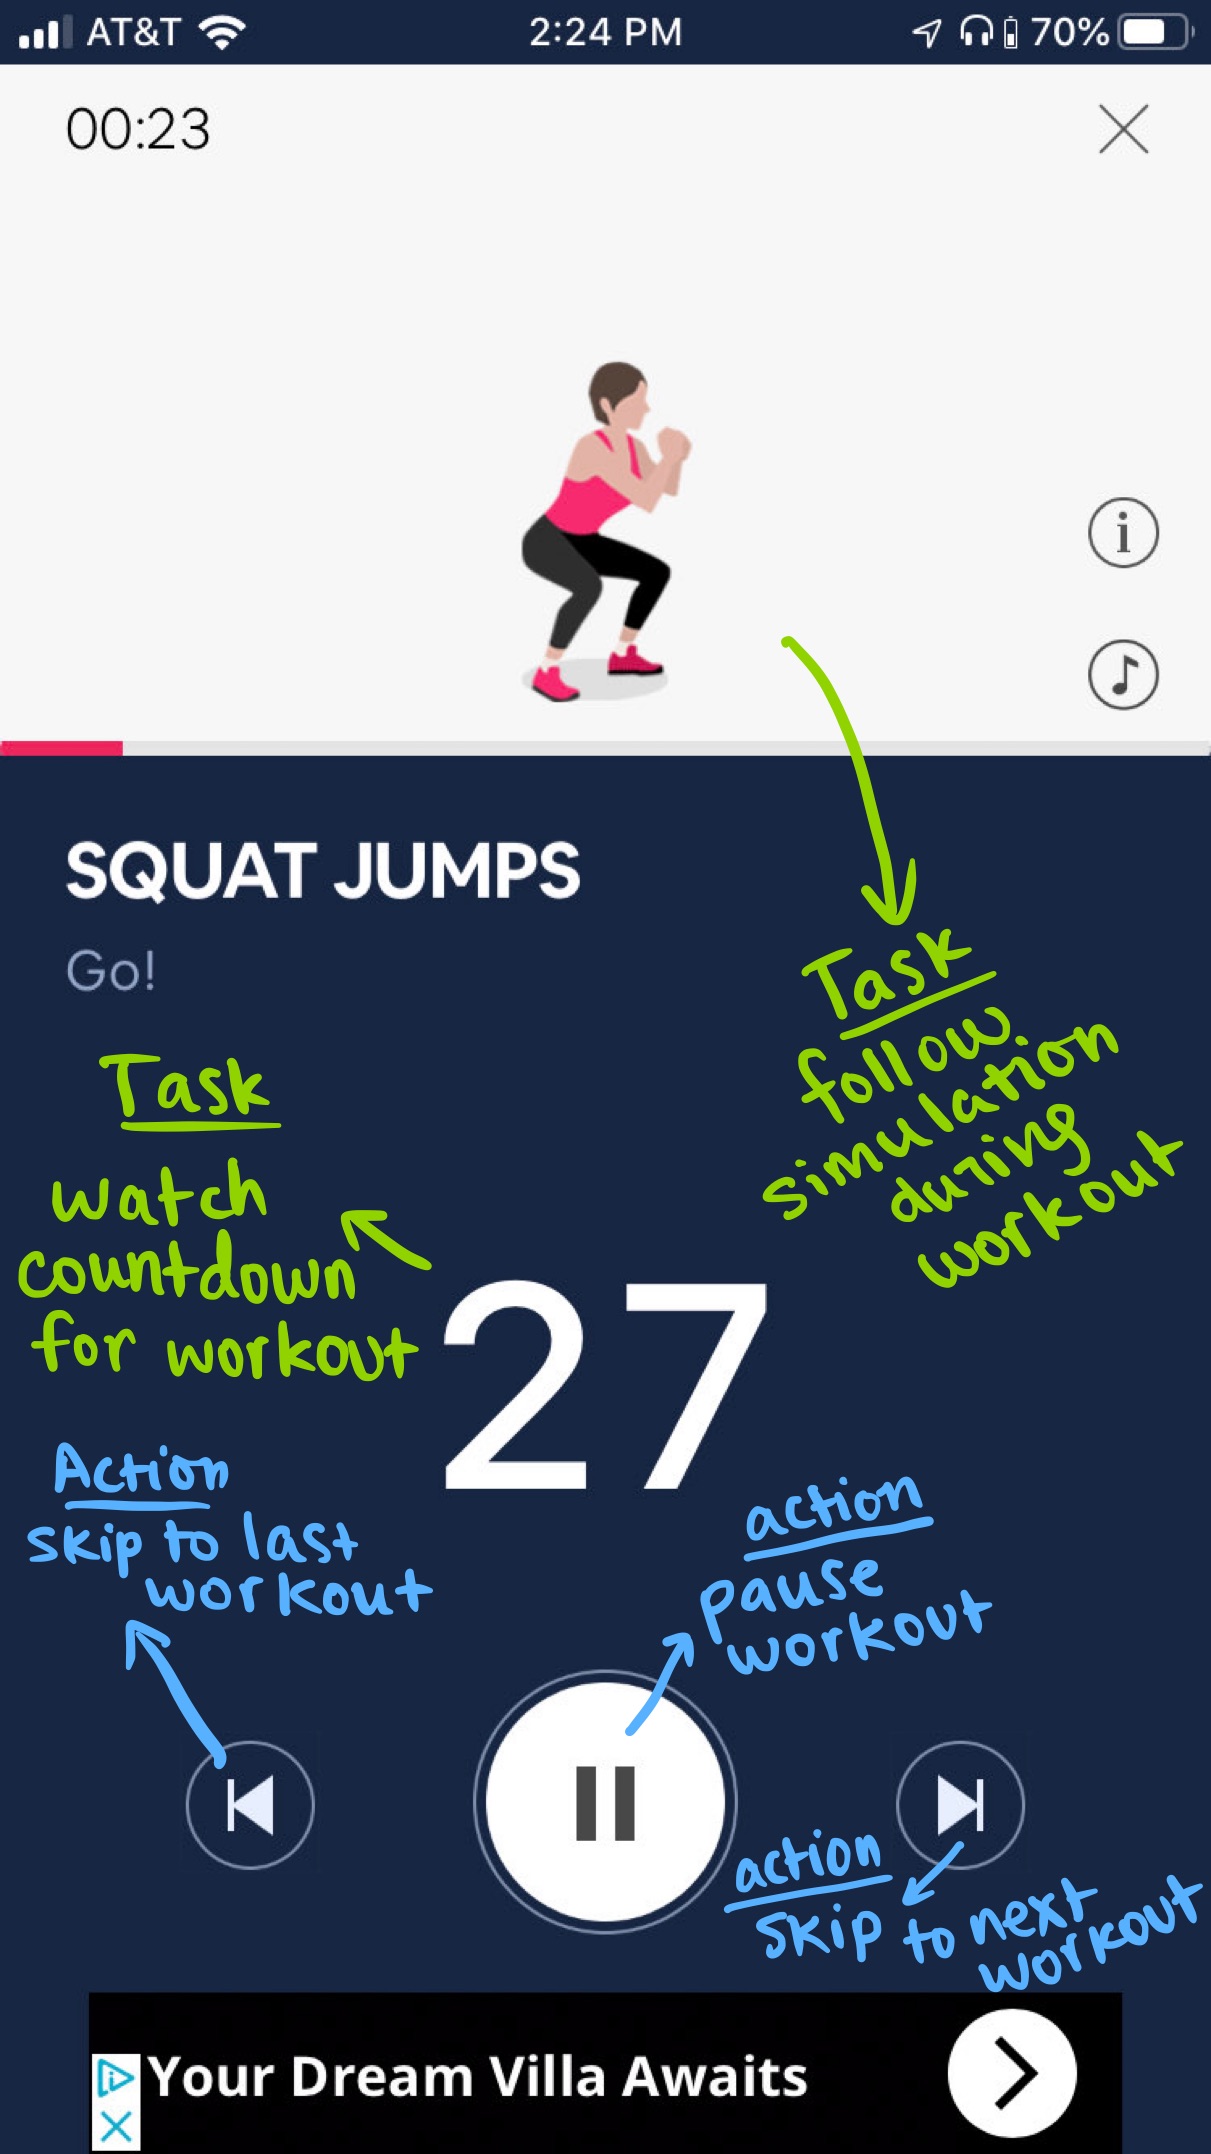 AT&T 2:24 PM 70%
00:23
i
SQUAT JUMPS
Go!
Task
follow
simulation
during
workout
Task
watch
countdown
for workout
27
Action
skip to last
workout
action
pause
workout
action
skip to next
workout
Your Dream Villa Awaits